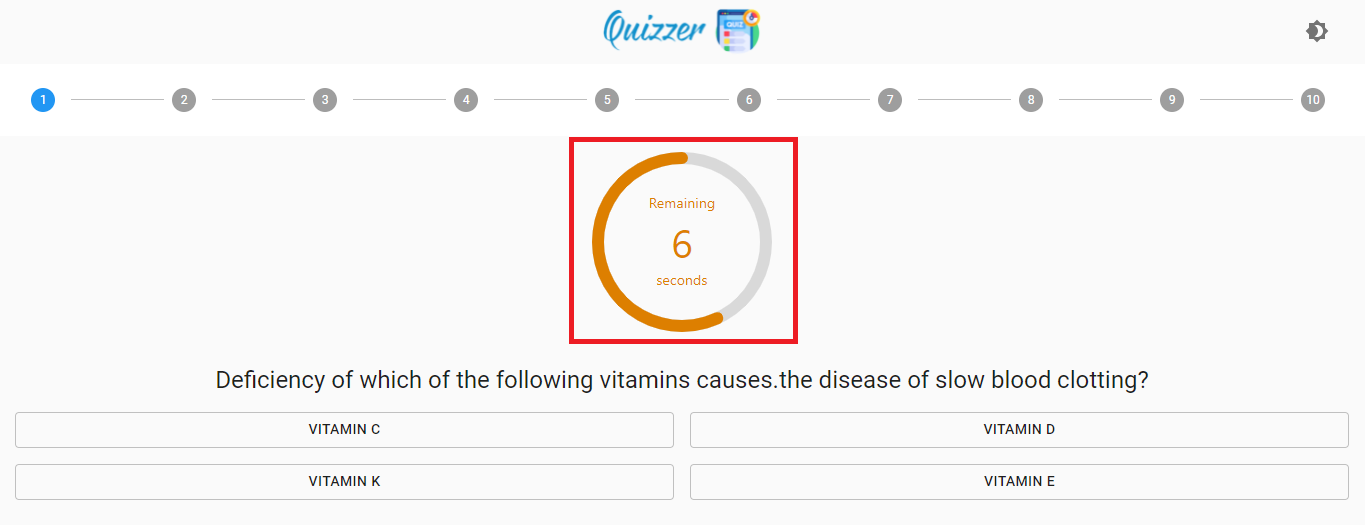 Quizzer QUIZ
1 2 3 4 5 6 7 8 9 10
Remaining
6
seconds
Deficiency of which of the following vitamins causes.the disease of slow blood clotting?
VITAMIN C VITAMIN D
VITAMIN K VITAMIN E